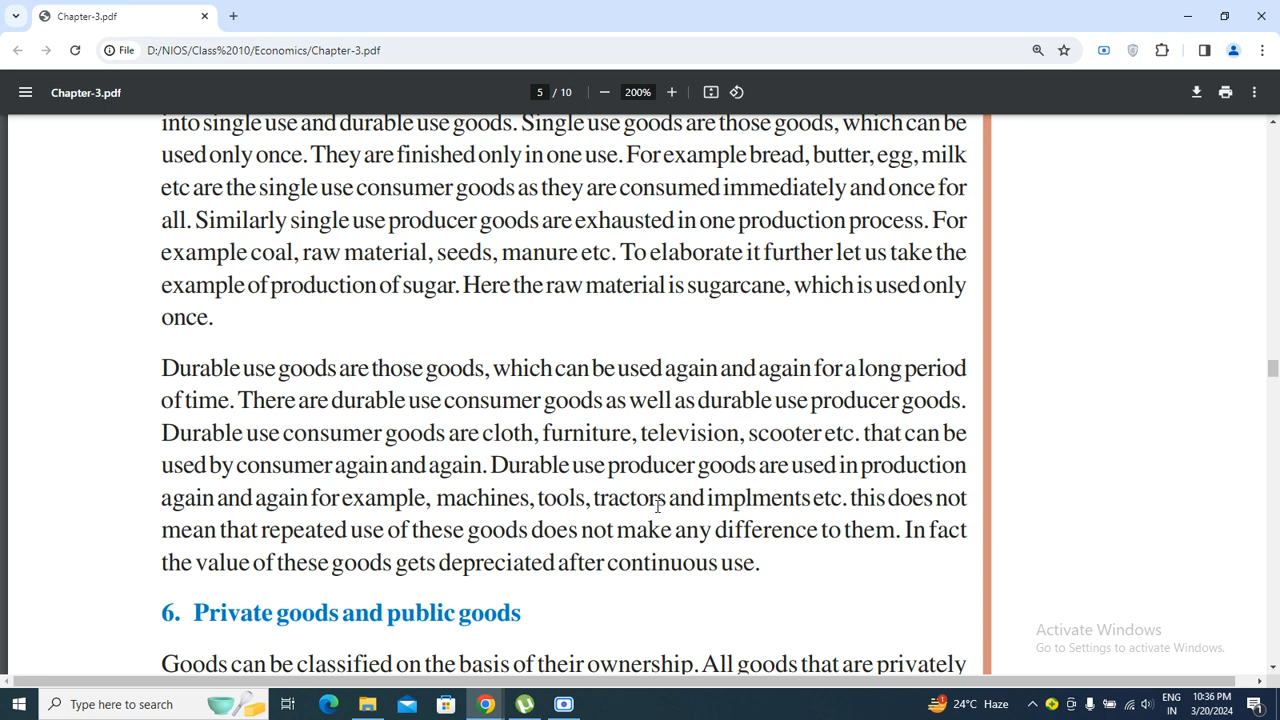 Chapter-3.pdf
File D:/NIOS/Class%2010/Economics/Chapter-3.pdf
Chapter-3.pdf 5 / 10 200%
into single use and durable use goods. Single use goods are those goods, which can be
used only once. They are finished only in one use. For example bread, butter, egg, milk
etc are the single use consumer goods as they are consumed immediately and once for
all. Similarly single use producer goods are exhausted in one production process. For
example coal, raw material, seeds, manure etc. To elaborate it further let us take the
example of production of sugar. Here the raw material is sugarcane, which is used only
once.
Durable use goods are those goods, which can be used again and again for a long period
of time. There are durable use consumer goods as well as durable use producer goods.
Durable use consumer goods are cloth, furniture, television, scooter etc. that can be
used by consumer again and again. Durable use producer goods are used in production
again and again for example, machines, tools, tractors and implments etc. this does not
mean that repeated use of these goods does not make any difference to them. In fact
the value of these goods gets depreciated after continuous use.
6. Private goods and public goods
Goods can be classified on the basis of their ownership. All goods that are privately
Activate Windows
Go to Settings to activate Windows.
Type here to search
24°C Haze
ENG
IN
10:36 PM
3/20/2024
1